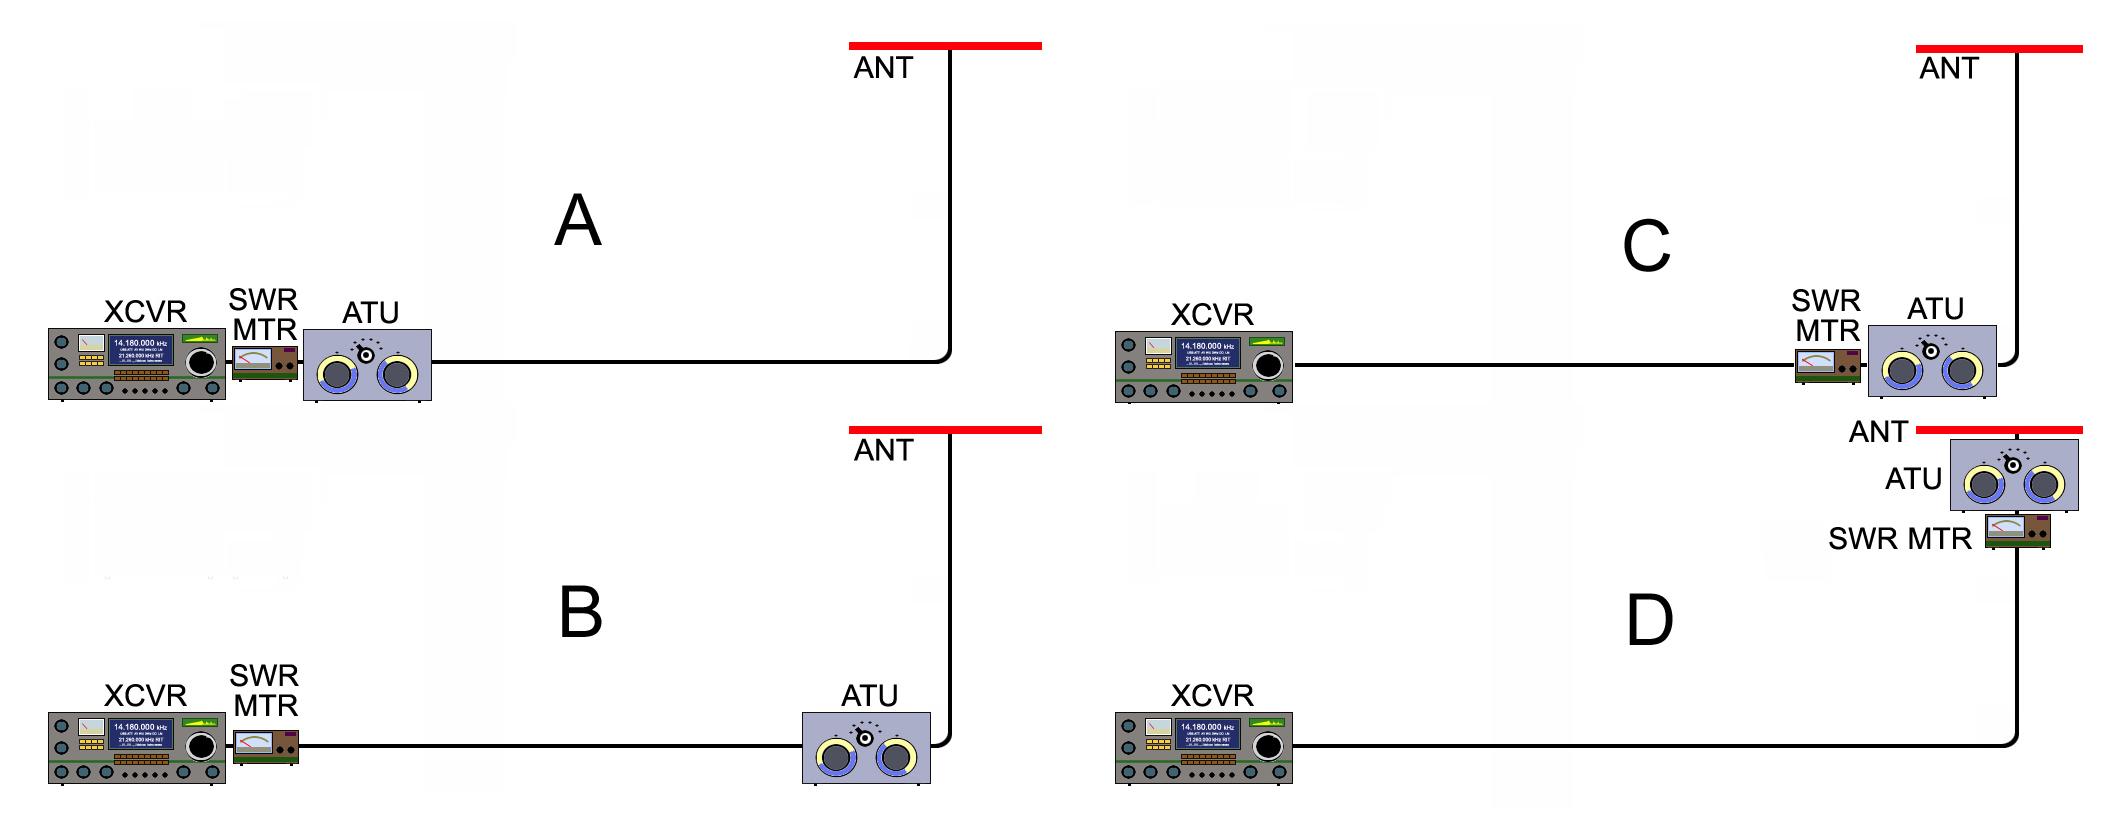 ANT
A
XCVR
SWR
MTR
ATU
14.180.000 kHz
21.260.000 kHz RIT
ANT
C
XCVR
SWR
MTR
ATU
14.180.000 kHz
21.260.000 kHz RIT
ANT
B
XCVR
SWR
MTR
ATU
14.180.000 kHz
21.260.000 kHz RIT
ANT
ATU
SWR MTR
D
XCVR
14.180.000 kHz
21.260.000 kHz RIT